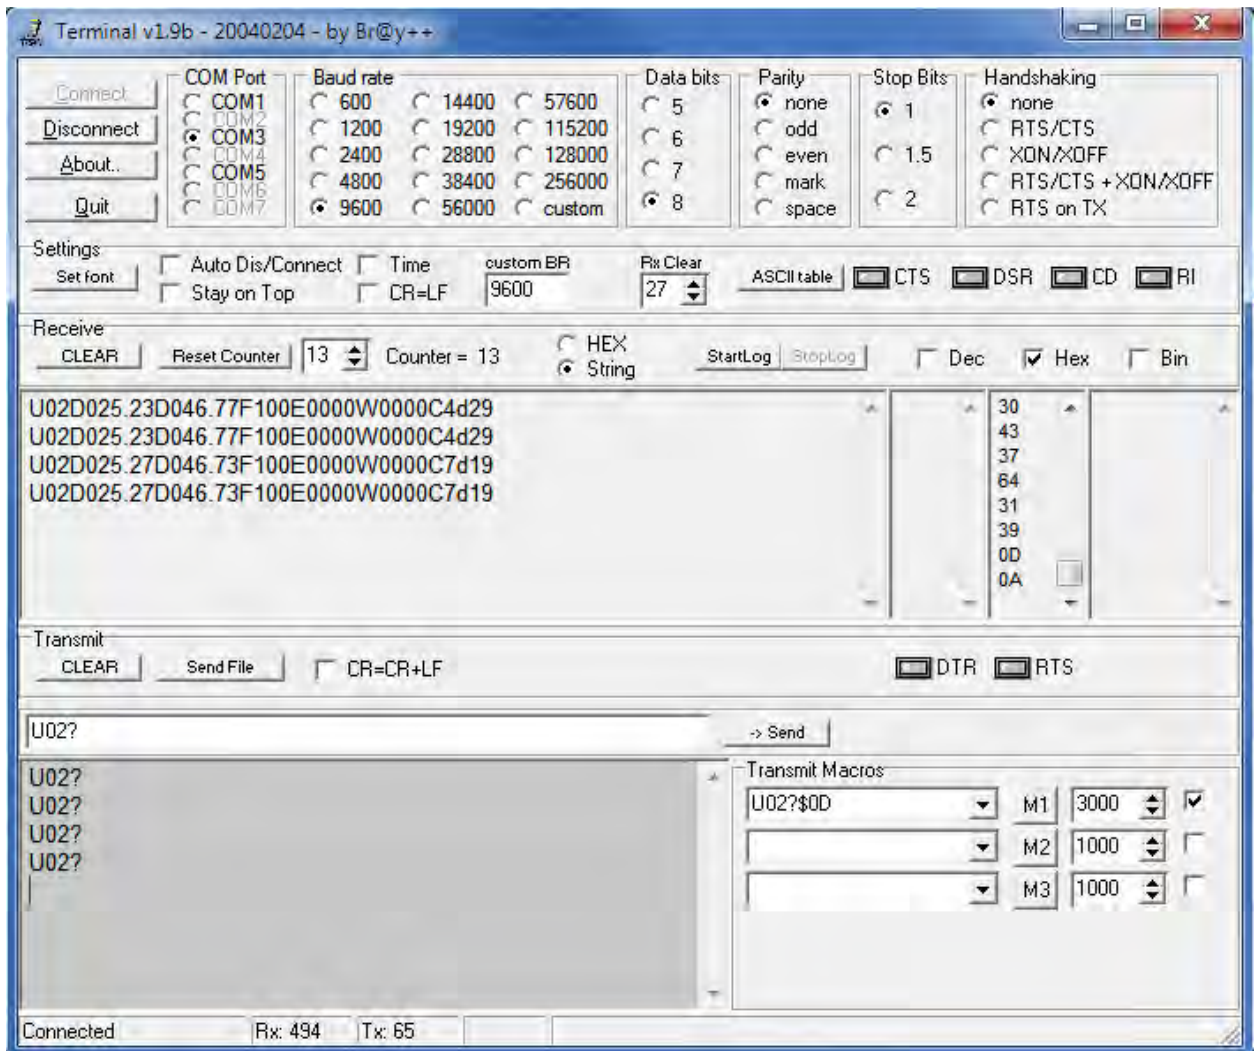 Terminal v1.9b - 20040204 - by Br@y++
Connect
Disconnect
About..
Quit
COM Port
COM1
COM2
COM3
COM4
COM5
COM6
COM7
Baud rate
600 14400 57600
1200 19200 115200
2400 28800 128000
4800 38400 256000
9600 56000 custom
Data bits
5
6
7
8
Parity
none
odd
even
mark
space
Stop Bits
1
1.5
2
Handshaking
none
RTS/CTS
XON/XOFF
RTS/CTS + XON/XOFF
RTS on TX
Settings
Set font
Auto Dis/Connect
Stay on Top
Time
CR=LF
custom BR
9600
Rx Clear
27
ASCII table
CTS DSR CD RI
Receive
CLEAR Reset Counter 13 Counter = 13
HEX
String
StartLog StopLog
Dec Hex Bin
U02D025.23D046.77F100E0000W0000C4d29
U02D025.23D046.77F100E0000W0000C4d29
U02D025.27D046.73F100E0000W0000C7d19
U02D025.27D046.73F100E0000W0000C7d19
30
43
37
64
31
39
0D
0A
Transmit
CLEAR Send File CR=CR+LF DTR RTS
U02? -> Send
U02?
U02?
U02?
U02?
Transmit Macros
U02?$0D M1 3000
M2 1000
M3 1000
Connected Rx: 494 Tx: 65